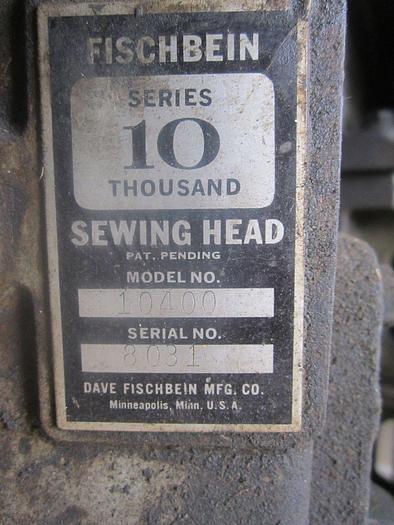 FISCHBEIN
SERIES
10
THOUSAND
SEWING HEAD
PAT. PENDING
MODEL NO.
10400
SERIAL NO.
8031
DAVE FISCHBEIN MFG. CO.
Minneapolis, Minn. U.S.A.